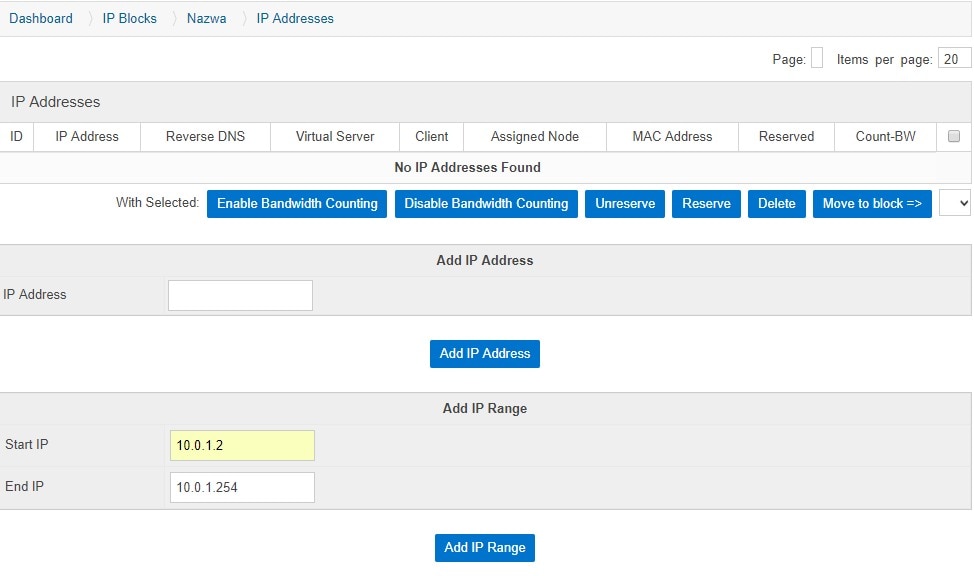 Dashboard IP Blocks Nazwa IP Addresses
Page: Items per page: 20
IP Addresses
ID IP Address Reverse DNS Virtual Server Client Assigned Node MAC Address Reserved Count-BW
No IP Addresses Found
With Selected: Enable Bandwidth Counting Disable Bandwidth Counting Unreserve Reserve Delete Move to block =>
Add IP Address
IP Address
Add IP Address
Add IP Range
Start IP 10.0.1.2
End IP 10.0.1.254
Add IP Range